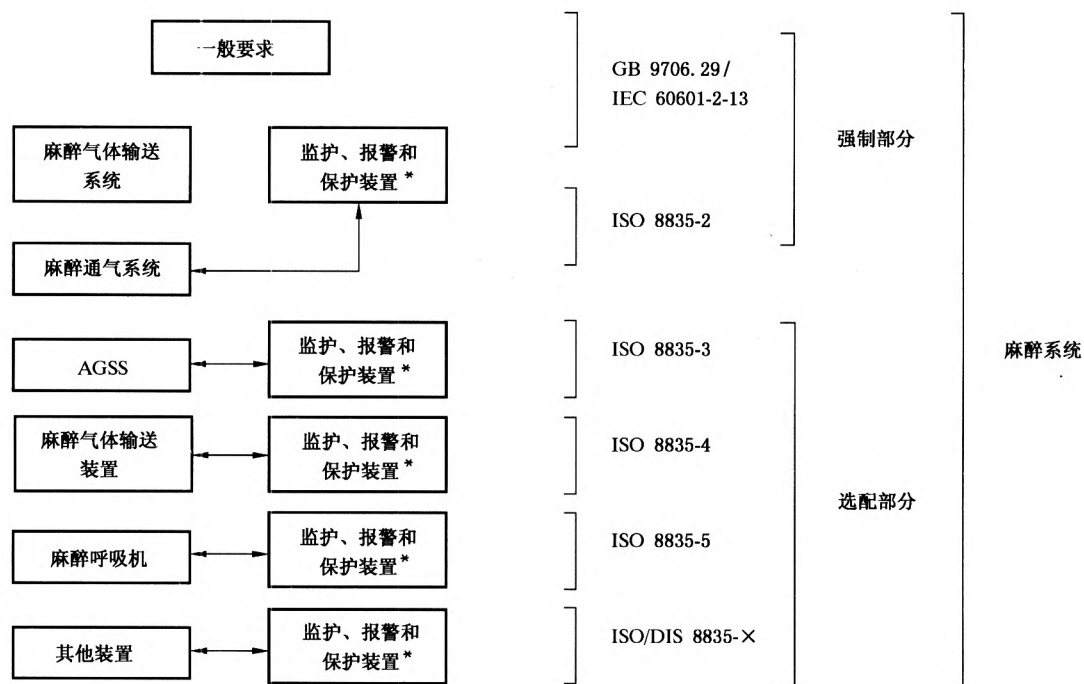 一般要求
GB 9706.29/
IEC 60601-2-13
强制部分
麻醉气体输送
系统
监护、报警和
保护装置*
ISO 8835-2
麻醉通气系统
AGSS
监护、报警和
保护装置*
ISO 8835-3
麻醉系统
麻醉气体输送
装置
监护、报警和
保护装置*
ISO 8835-4
选配部分
麻醉呼吸机
监护、报警和
保护装置*
ISO 8835-5
其他装置
监护、报警和
保护装置*
ISO/DIS 8835-×